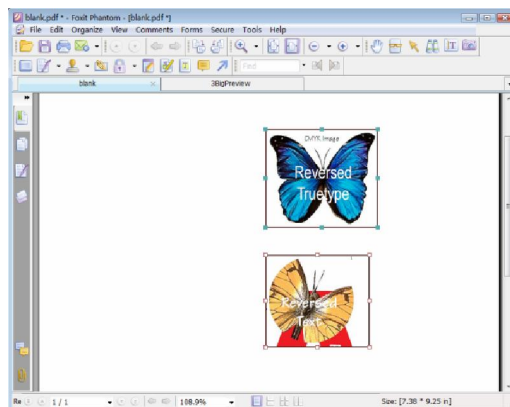 blank.pdf * - Foxit Phantom - [blank.pdf *]
File Edit Organize View Comments Forms Secure Tools Help
Find
blank
3BigPreview
CMYK Image
Reversed
Truetype
Reversed
Text
1 / 1
108.9%
Size: [7.38 * 9.25 in]